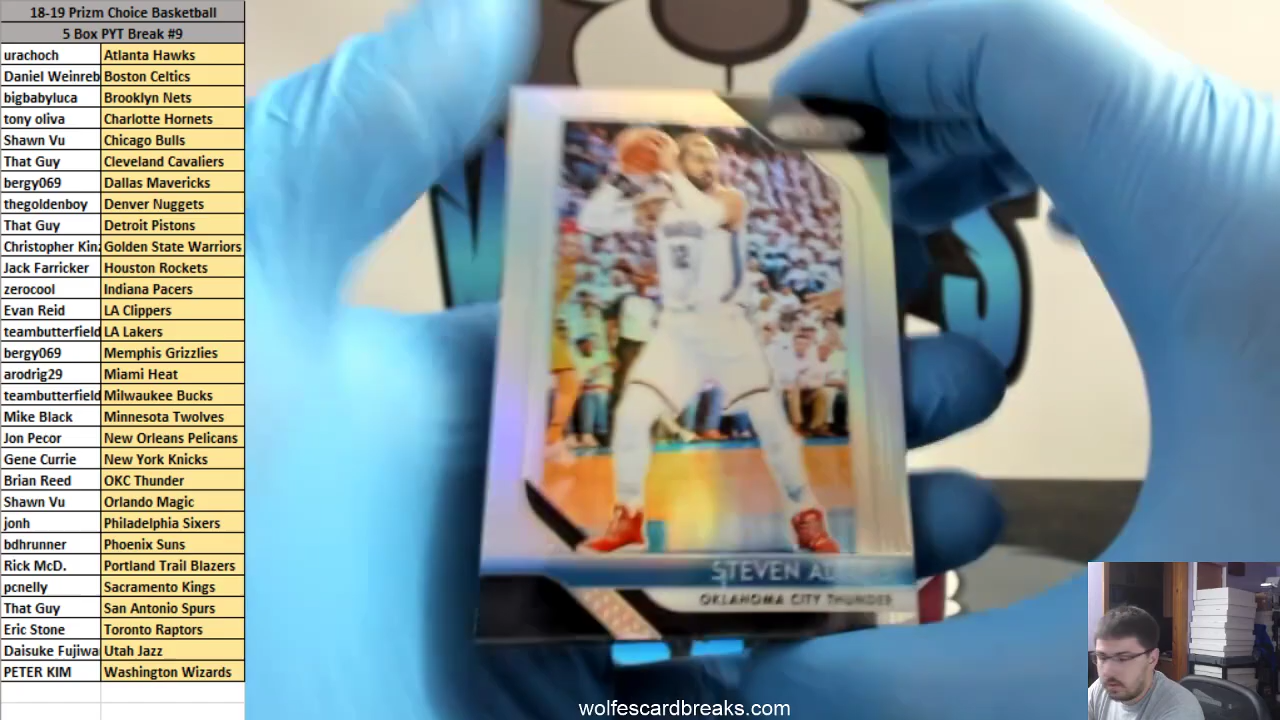 18-19 Prizm Choice Basketball
5 Box PYT Break #9
urachoch Atlanta Hawks
Daniel Weinreb Boston Celtics
bigbabyluca Brooklyn Nets
tony oliva Charlotte Hornets
Shawn Vu Chicago Bulls
That Guy Cleveland Cavaliers
bergy069 Dallas Mavericks
thegoldenboy Denver Nuggets
That Guy Detroit Pistons
Christopher Kinz Golden State Warriors
Jack Farricker Houston Rockets
zerocool Indiana Pacers
Evan Reid LA Clippers
teambutterfield LA Lakers
bergy069 Memphis Grizzlies
arodrig29 Miami Heat
teambutterfield Milwaukee Bucks
Mike Black Minnesota Twolves
Jon Pecor New Orleans Pelicans
Gene Currie New York Knicks
Brian Reed OKC Thunder
Shawn Vu Orlando Magic
jonh Philadelphia Sixers
bdhrunner Phoenix Suns
Rick McD. Portland Trail Blazers
pcnelly Sacramento Kings
That Guy San Antonio Spurs
Eric Stone Toronto Raptors
Daisuke Fujiwa Utah Jazz
PETER KIM Washington Wizards
12
STEVEN
OKLAHOMA CITY THUNDER
wolfescardbreaks.com